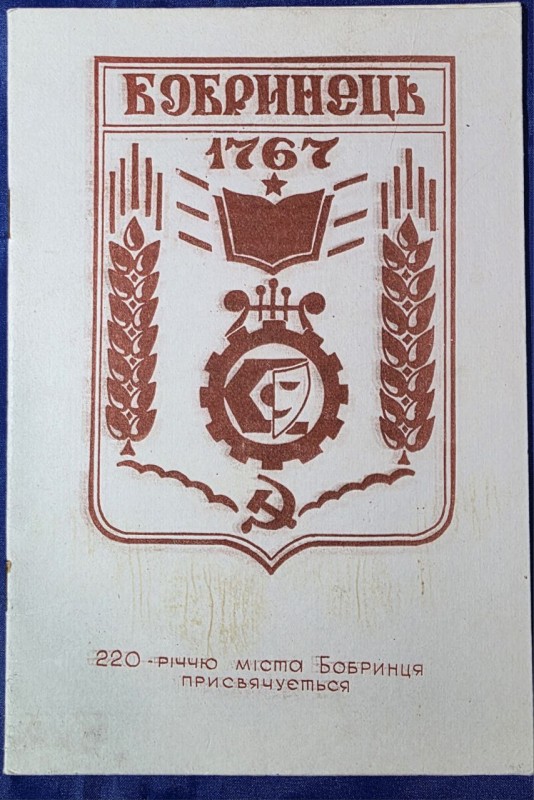 БОБРИНЕЦЬ
1767
220-РІЧЧЮ МІСТА БОБРИНЦЯ
ПРИСВЯЧУЄТЬСЯ